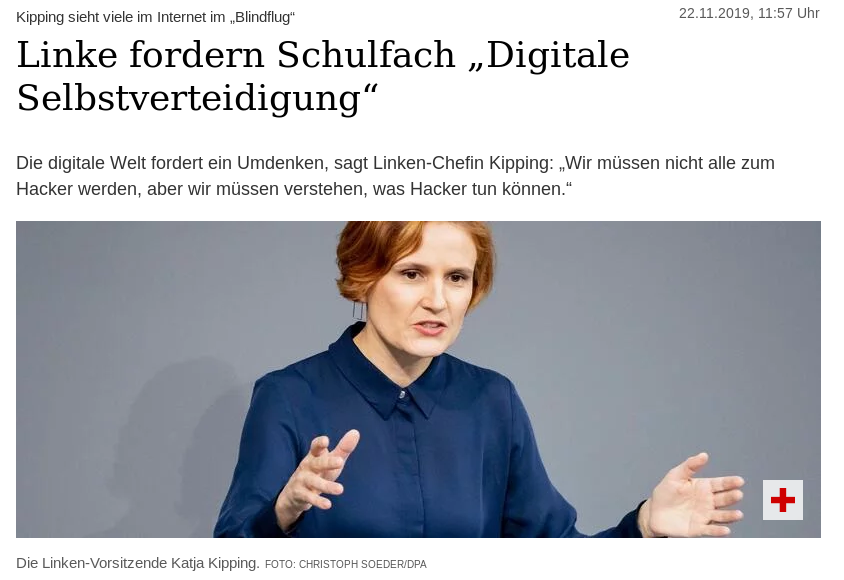 Kipping sieht viele im Internet im „Blindflug“
22.11.2019, 11:57 Uhr
Linke fordern Schulfach „Digitale
Selbstverteidigung“
Die digitale Welt fordert ein Umdenken, sagt Linken-Chefin Kipping: „Wir müssen nicht alle zum
Hacker werden, aber wir müssen verstehen, was Hacker tun können.“
Die Linken-Vorsitzende Katja Kipping. FOTO: CHRISTOPH SOEDER/DPA